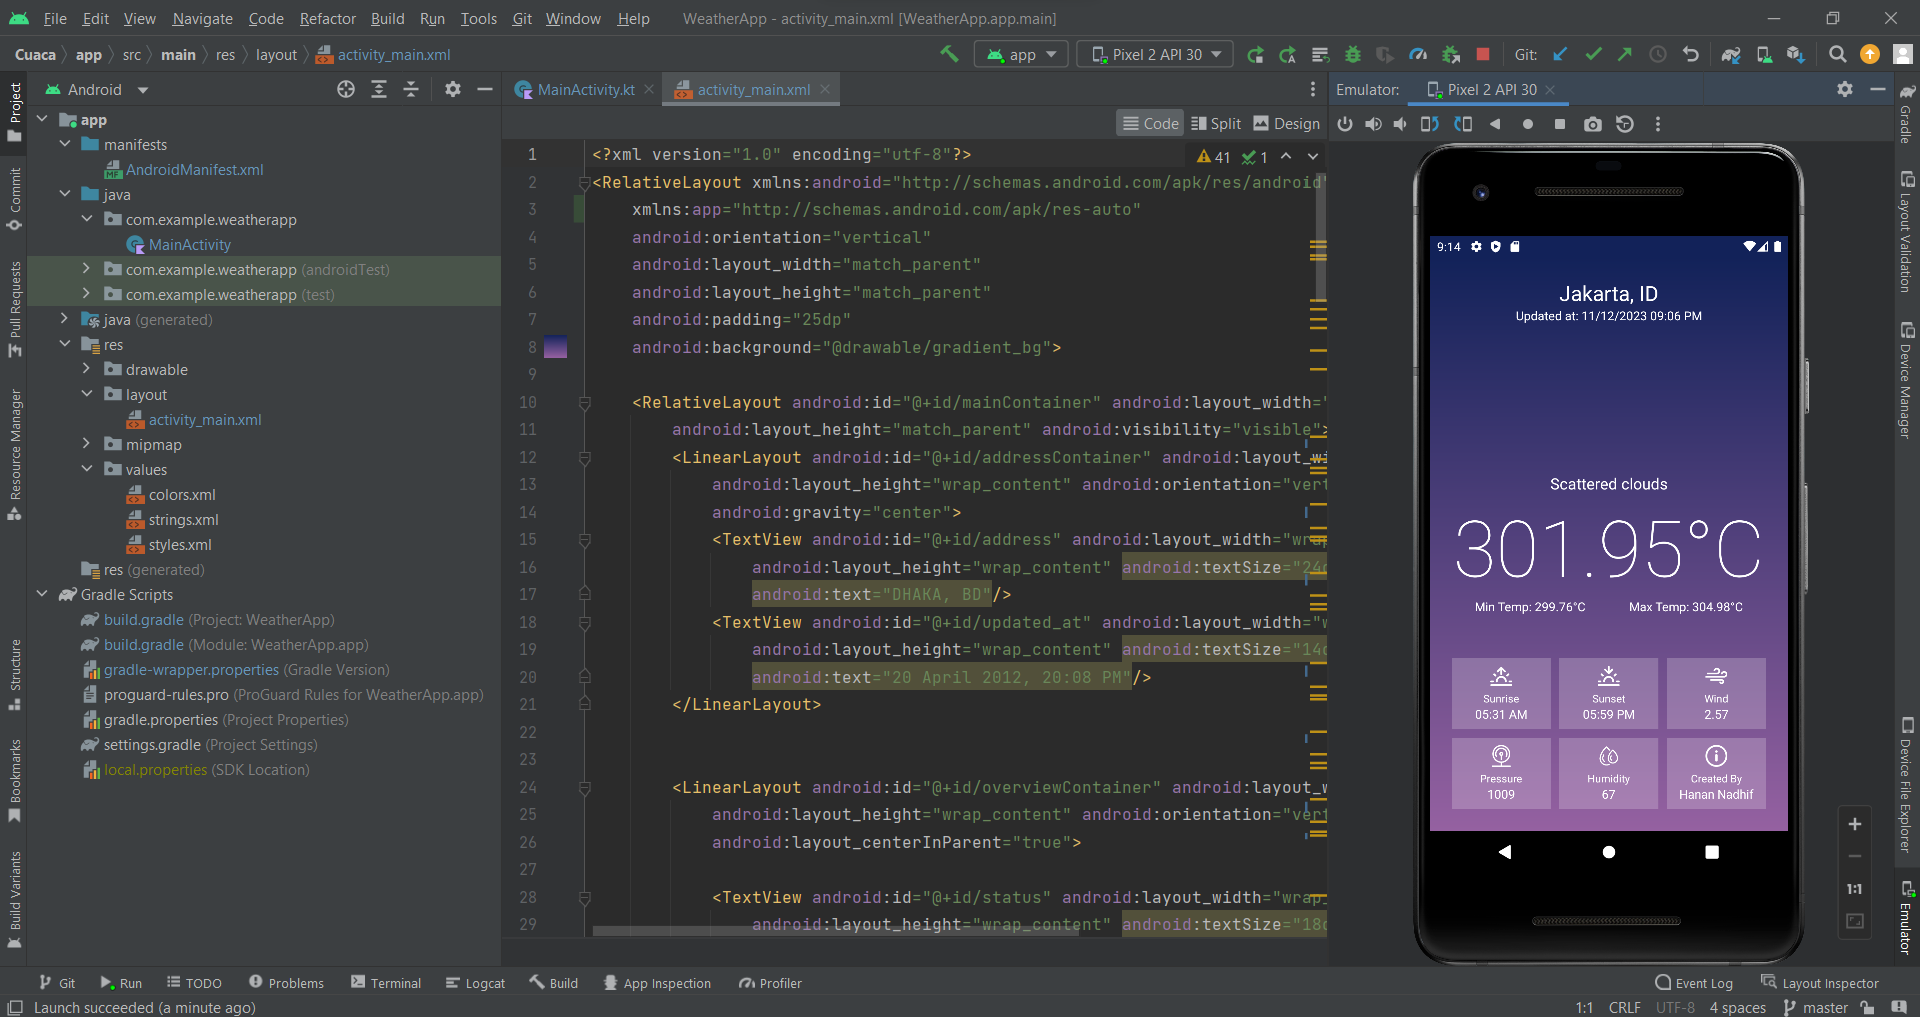 File Edit View Navigate Code Refactor Build Run Tools Git Window Help WeatherApp - activity_main.xml [WeatherApp.app.main]
Cuaca app src main res layout activity_main.xml app Pixel 2 API 30 Git:
Project
Commit
Pull Requests
Resource Manager
Structure
Bookmarks
Build Variants
Android
app
manifests
AndroidManifest.xml
java
com.example.weatherapp
MainActivity
com.example.weatherapp (androidTest)
com.example.weatherapp (test)
java (generated)
res
drawable
layout
activity_main.xml
mipmap
values
colors.xml
strings.xml
styles.xml
res (generated)
Gradle Scripts
build.gradle (Project: WeatherApp)
build.gradle (Module: WeatherApp.app)
gradle-wrapper.properties (Gradle Version)
proguard-rules.pro (ProGuard Rules for WeatherApp.app)
gradle.properties (Project Properties)
settings.gradle (Project Settings)
local.properties (SDK Location)
MainActivity.kt activity_main.xml
Code Split Design
41 1
1 <?xml version="1.0" encoding="utf-8"?>
2 <RelativeLayout xmlns:android="http://schemas.android.com/apk/res/android"
3 xmlns:app="http://schemas.android.com/apk/res-auto"
4 android:orientation="vertical"
5 android:layout_width="match_parent"
6 android:layout_height="match_parent"
7 android:padding="25dp"
8 android:background="@drawable/gradient_bg">
9
10 <RelativeLayout android:id="@+id/mainContainer" android:layout_width="
11 android:layout_height="match_parent" android:visibility="visible">
12 <LinearLayout android:id="@+id/addressContainer" android:layout_wi
13 android:layout_height="wrap_content" android:orientation="vert
14 android:gravity="center">
15 <TextView android:id="@+id/address" android:layout_width="wrap
16 android:layout_height="wrap_content" android:textSize="24d
17 android:text="DHAKA, BD"/>
18 <TextView android:id="@+id/updated_at" android:layout_width="w
19 android:layout_height="wrap_content" android:textSize="14d
20 android:text="20 April 2012, 20:08 PM"/>
21 </LinearLayout>
22
23
24 <LinearLayout android:id="@+id/overviewContainer" android:layout_w
25 android:layout_height="wrap_content" android:orientation="vert
26 android:layout_centerInParent="true">
27
28 <TextView android:id="@+id/status" android:layout_width="wrap_
29 android:layout_height="wrap_content" android:textSize="18d
Emulator: Pixel 2 API 30
9:14
Jakarta, ID
Updated at: 11/12/2023 09:06 PM
Scattered clouds
301.95°C
Min Temp: 299.76°C Max Temp: 304.98°C
Sunrise Sunset Wind
05:31 AM 05:59 PM 2.57
Pressure Humidity Created By
1009 67 Hanan Nadhif
1:1
Gradle
Layout Validation
Device Manager
Device File Explorer
Emulator
Git Run TODO Problems Terminal Logcat Build App Inspection Profiler Event Log Layout Inspector
Launch succeeded (a minute ago) 1:1 CRLF UTF-8 4 spaces master